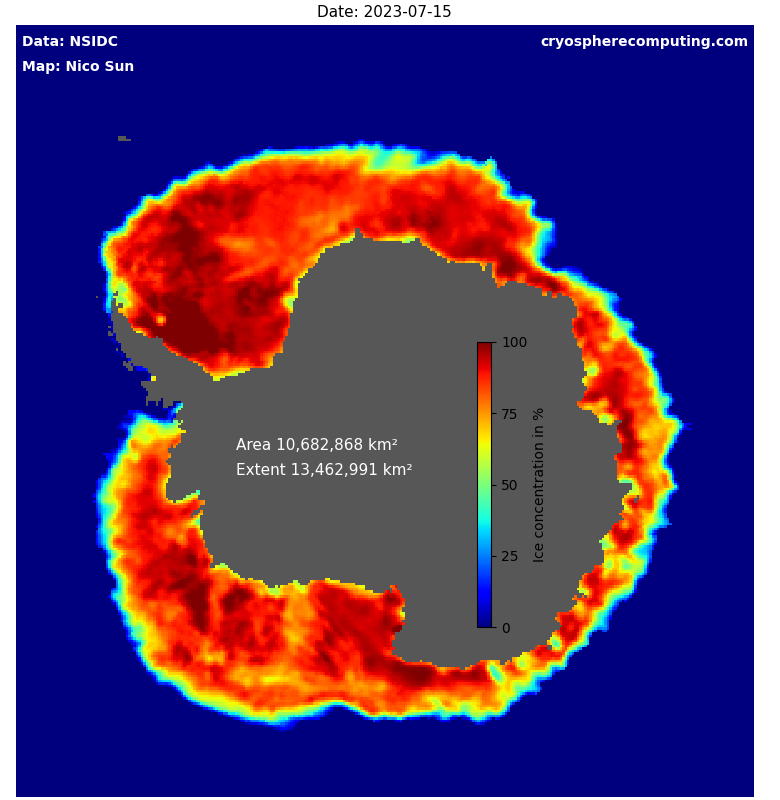 Date: 2023-07-15
Data: NSIDC
cryospherecomputing.com
Map: Nico Sun
100
75
50
25
0
Ice concentration in %
Area 10,682,868 km²
Extent 13,462,991 km²